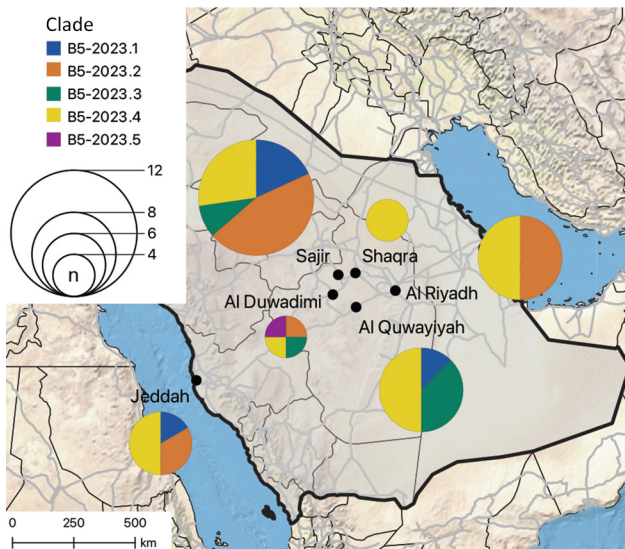 Clade
B5-2023.1
B5-2023.2
B5-2023.3
B5-2023.4
B5-2023.5
12
8
6
4
n
Sajir
Shaqra
Al Duwadimi
Al Riyadh
Al Quwayiyah
Jeddah
0 250 500
km